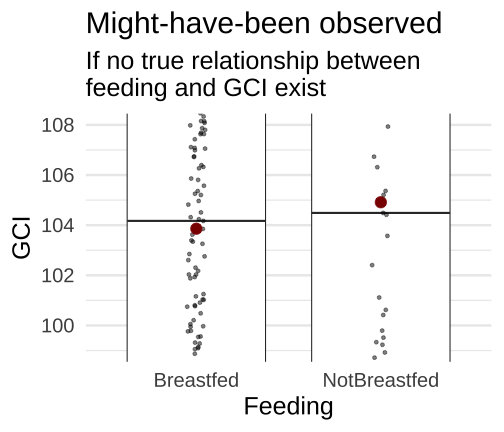 Might-have-been observed
If no true relationship between
feeding and GCI exist
108
106
104
102
100
GCI
Breastfed
NotBreastfed
Feeding